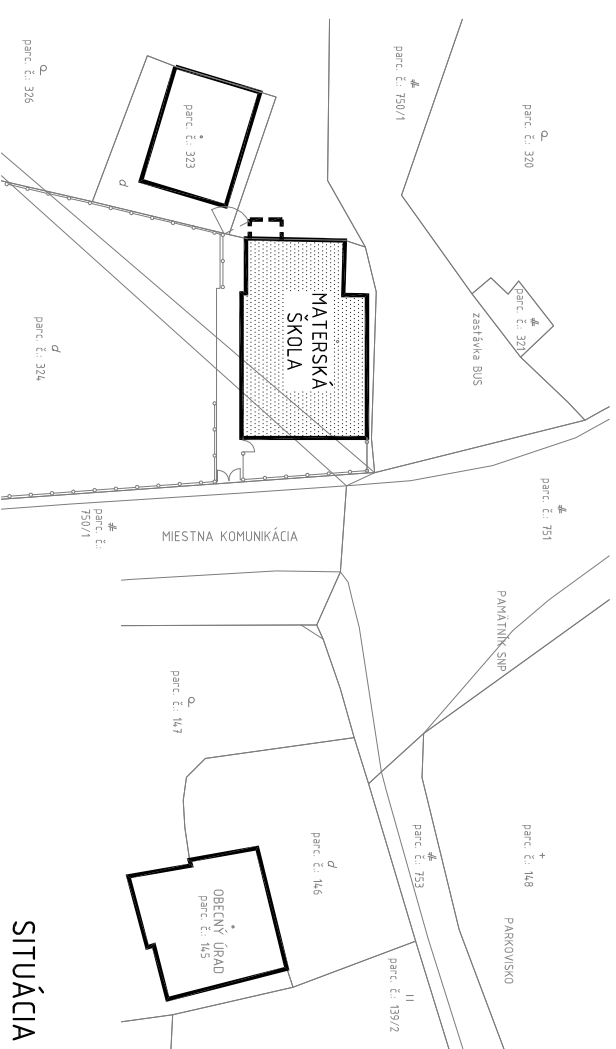 parc. č.: 326
parc. č.: 323
parc. č.: 750/1
parc. č.: 320
parc. č.: 324
MATERSKÁ
ŠKOLA
zastávka BUS
parc. č.: 321
parc. č.:
750/1
MIESTNA KOMUNIKÁCIA
parc. č.: 751
PAMÄTNÍK SNP
parc. č.: 147
parc. č.: 146
parc. č.: 753
parc. č.: 148
OBECNÝ ÚRAD
parc. č.: 145
parc. č.: 139/2
PARKOVISKO
SITUÁCIA